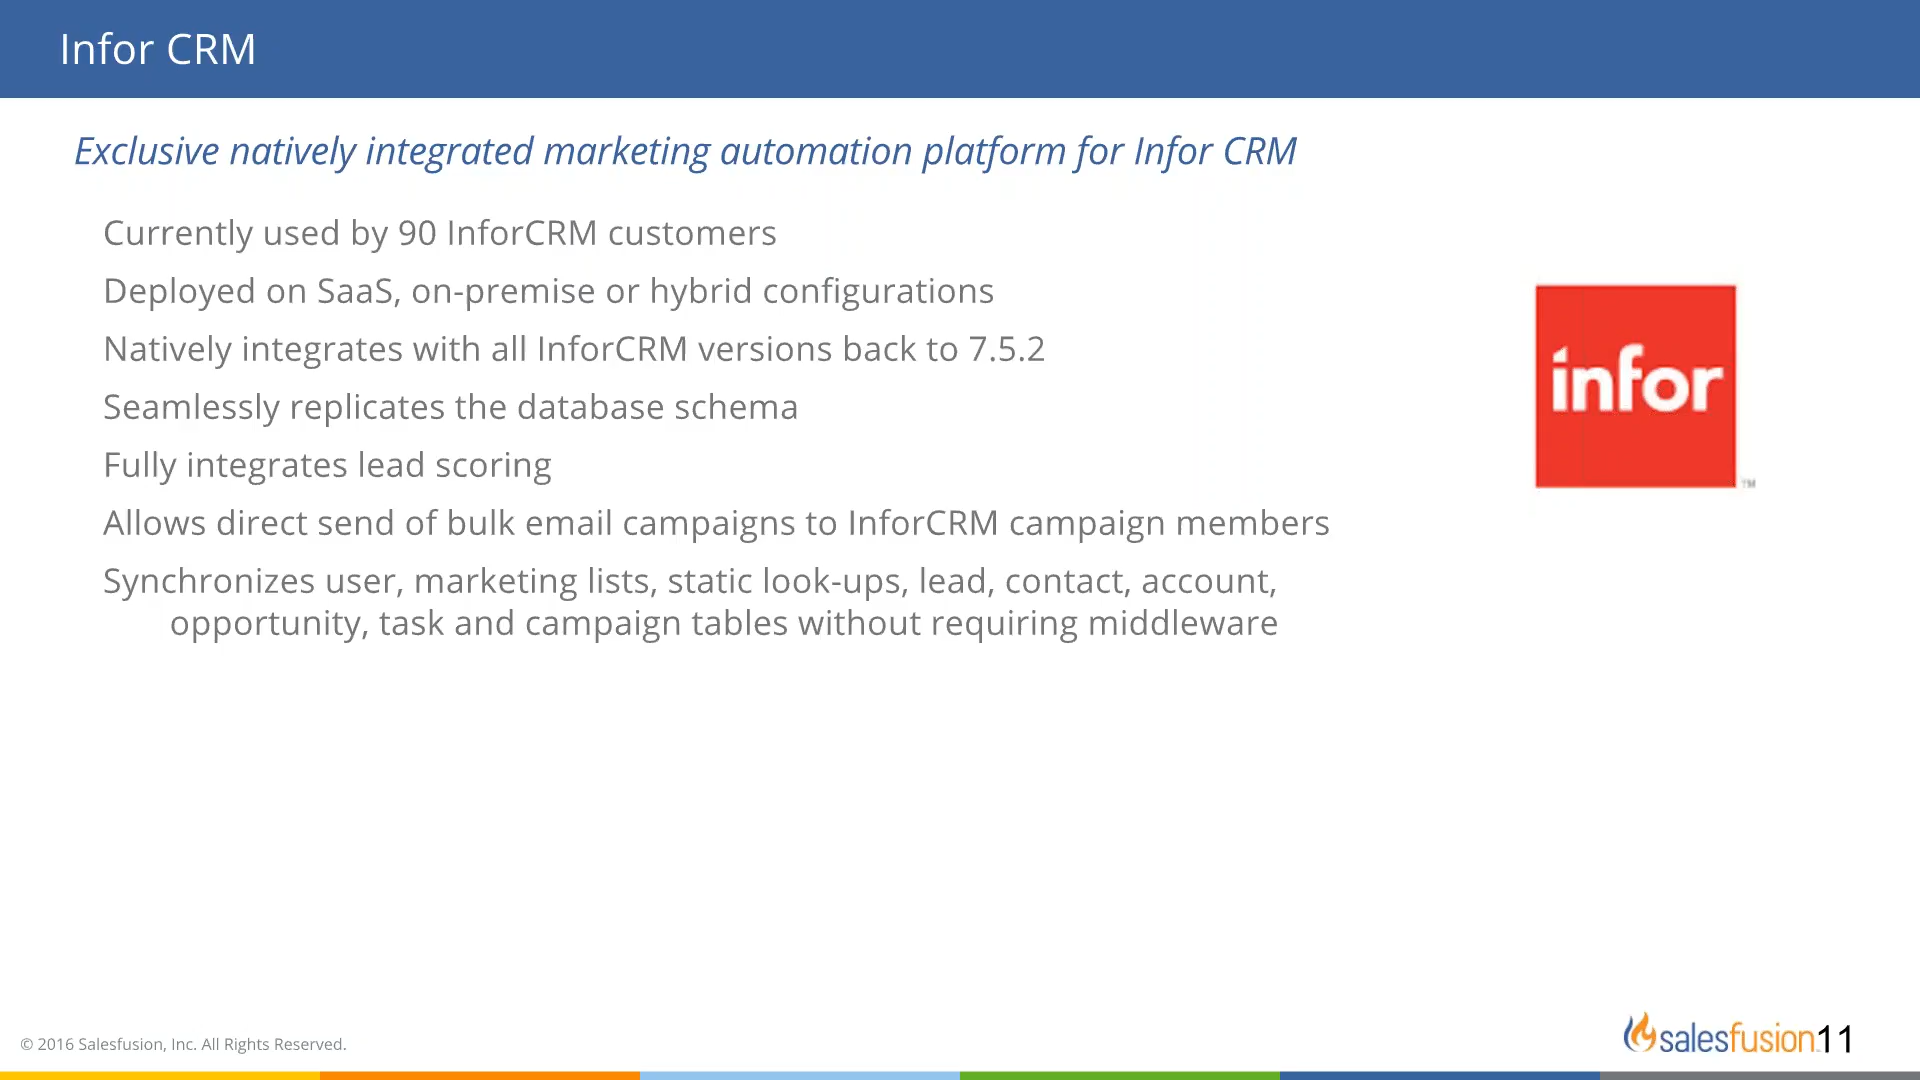 Infor CRM
Exclusive natively integrated marketing automation platform for Infor CRM
Currently used by 90 InforCRM customers
Deployed on SaaS, on-premise or hybrid configurations
Natively integrates with all InforCRM versions back to 7.5.2
Seamlessly replicates the database schema
Fully integrates lead scoring
Allows direct send of bulk email campaigns to InforCRM campaign members
Synchronizes user, marketing lists, static look-ups, lead, contact, account,
opportunity, task and campaign tables without requiring middleware
infor
TM
© 2016 Salesfusion, Inc. All Rights Reserved.
salesfusion
11